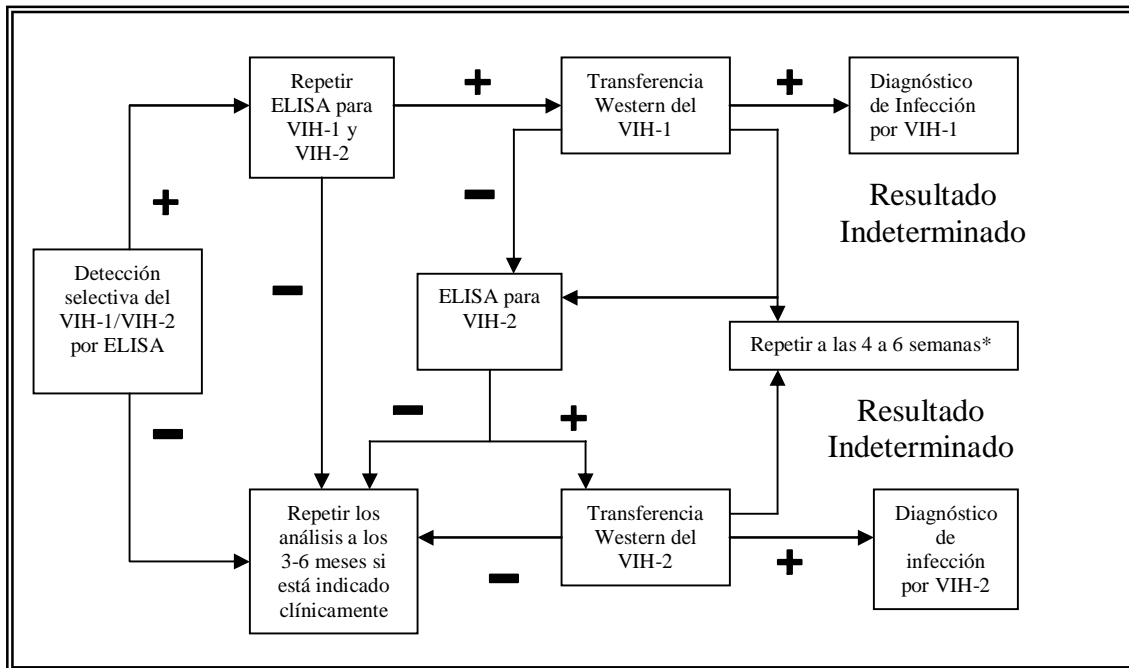 Repetir
ELISA para
VIH-1 y
VIH-2
+
Transferencia
Western del
VIH-1
+
Diagnóstico
de Infección
por VIH-1
+
−
Resultado
Indeterminado
Detección
selectiva del
VIH-1/VIH-2
por ELISA
−
ELISA para
VIH-2
Repetir a las 4 a 6 semanas*
−
−
+
Resultado
Indeterminado
Repetir los
análisis a los
3-6 meses si
está indicado
clínicamente
−
Transferencia
Western del
VIH-2
+
Diagnóstico
de
infección
por VIH-2